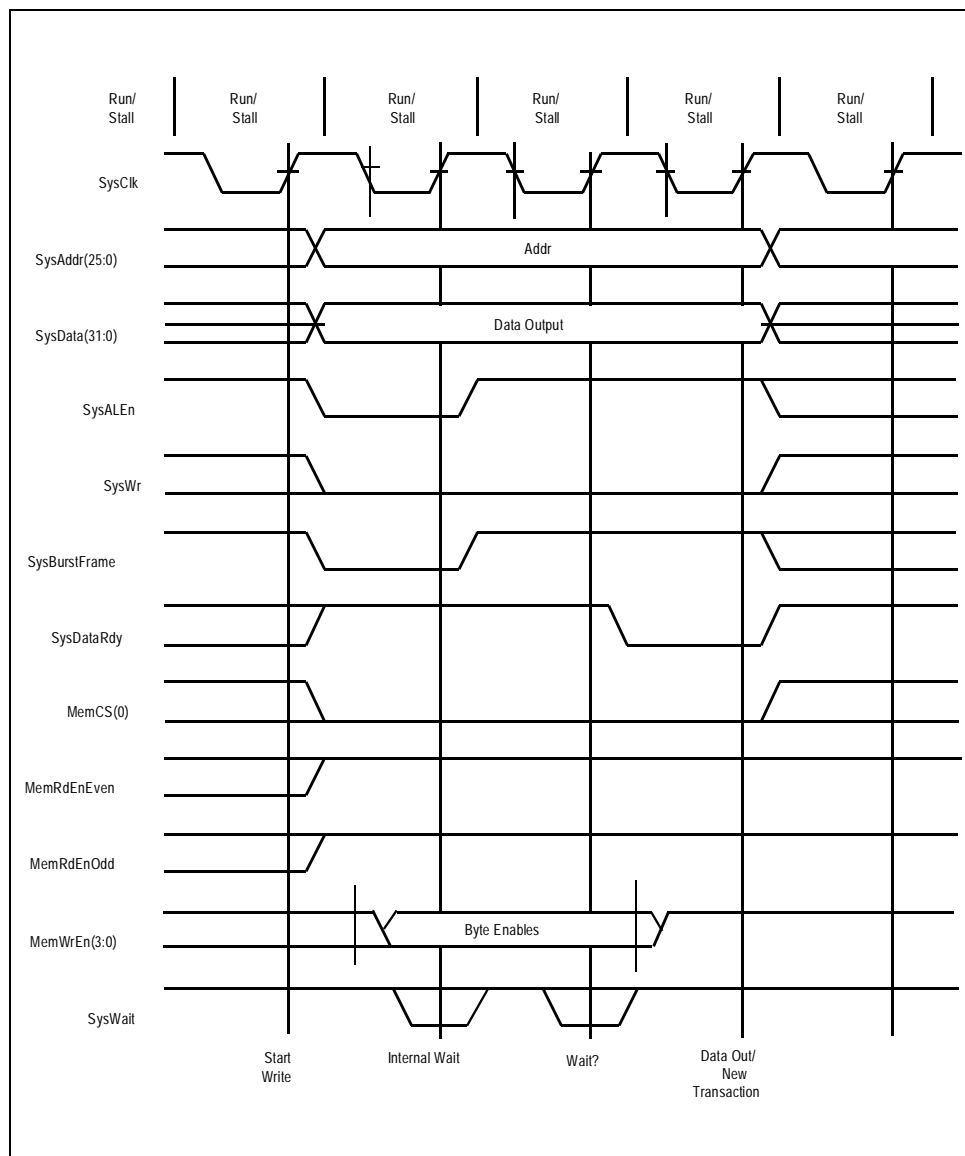 Run/ Run/ Run/ Run/ Run/ Run/
Stall Stall Stall Stall Stall Stall
SysClk
SysAddr(25:0)
Addr
SysData(31:0)
Data Output
SysALEn
SysWr
SysBurstFrame
SysDataRdy
MemCS(0)
MemRdEnEven
MemRdEnOdd
MemWrEn(3:0)
Byte Enables
SysWait
Start Internal Wait Wait? Data Out/
Write New
Transaction